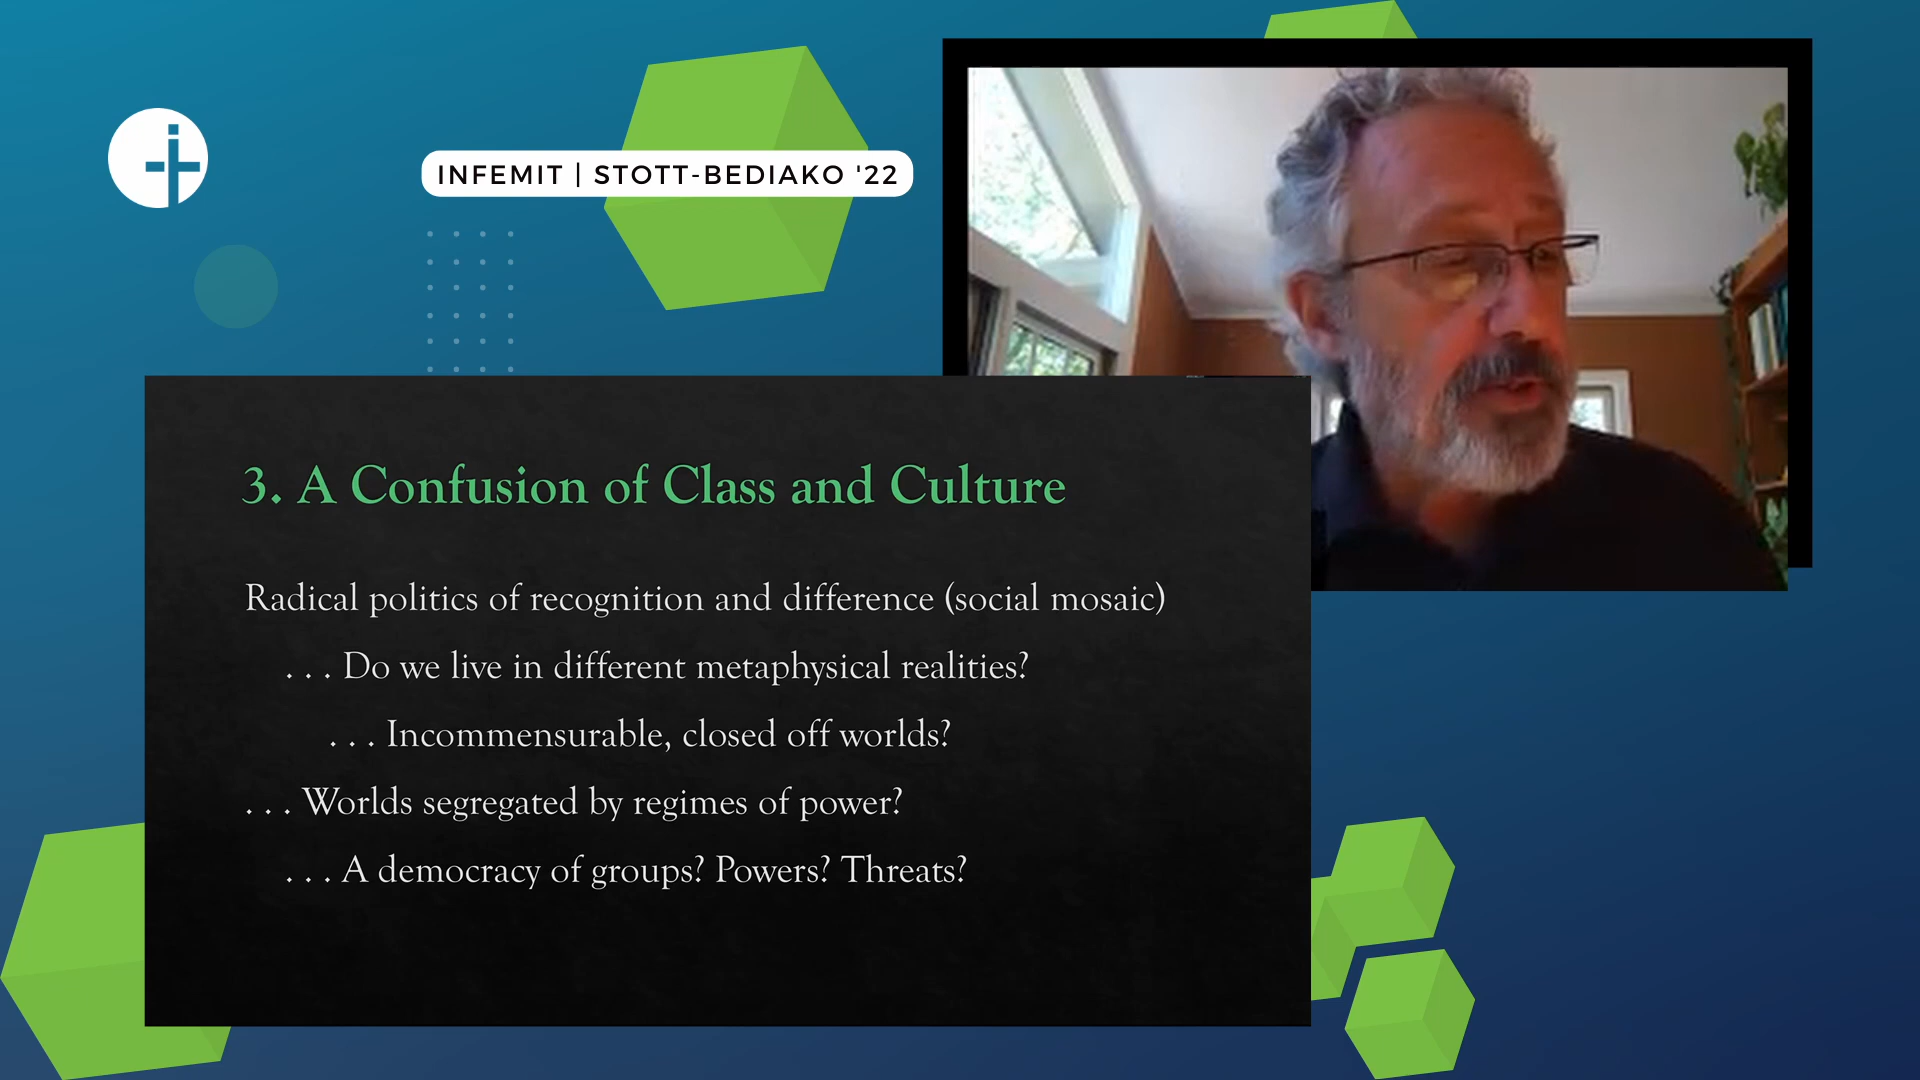 INFEMIT | STOTT-BEDIAKO '22
3. A Confusion of Class and Culture
Radical politics of recognition and difference (social mosaic)
. . . Do we live in different metaphysical realities?
. . . Incommensurable, closed off worlds?
. . . Worlds segregated by regimes of power?
. . . A democracy of groups? Powers? Threats?